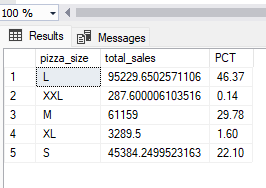 100 %
Results Messages
pizza_size total_sales PCT
1 L 95229.6502571106 46.37
2 XXL 287.600006103516 0.14
3 M 61159 29.78
4 XL 3289.5 1.60
5 S 45384.2499523163 22.10